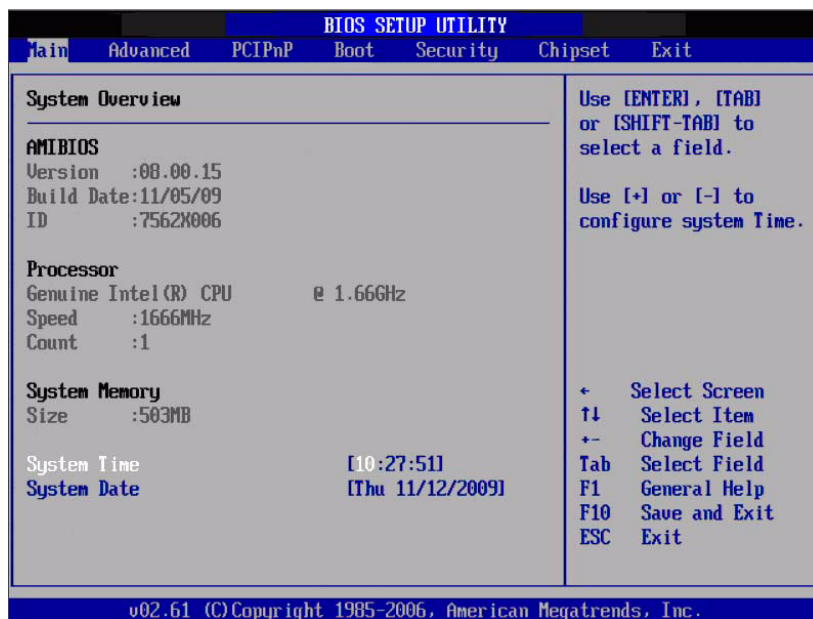 BIOS SETUP UTILITY
Main Advanced PCIPnP Boot Security Chipset Exit
System Overview
AMIBIOS
Version :08.00.15
Build Date:11/05/09
ID :7562X006
Processor
Genuine Intel(R) CPU @ 1.66GHz
Speed :1666MHz
Count :1
System Memory
Size :503MB
System Time [10:27:51]
System Date [Thu 11/12/2009]
Use [ENTER], [TAB]
or [SHIFT-TAB] to
select a field.
Use [+] or [-] to
configure system Time.
← Select Screen
↑↓ Select Item
+- Change Field
Tab Select Field
F1 General Help
F10 Save and Exit
ESC Exit
v02.61 (C)Copyright 1985-2006, American Megatrends, Inc.